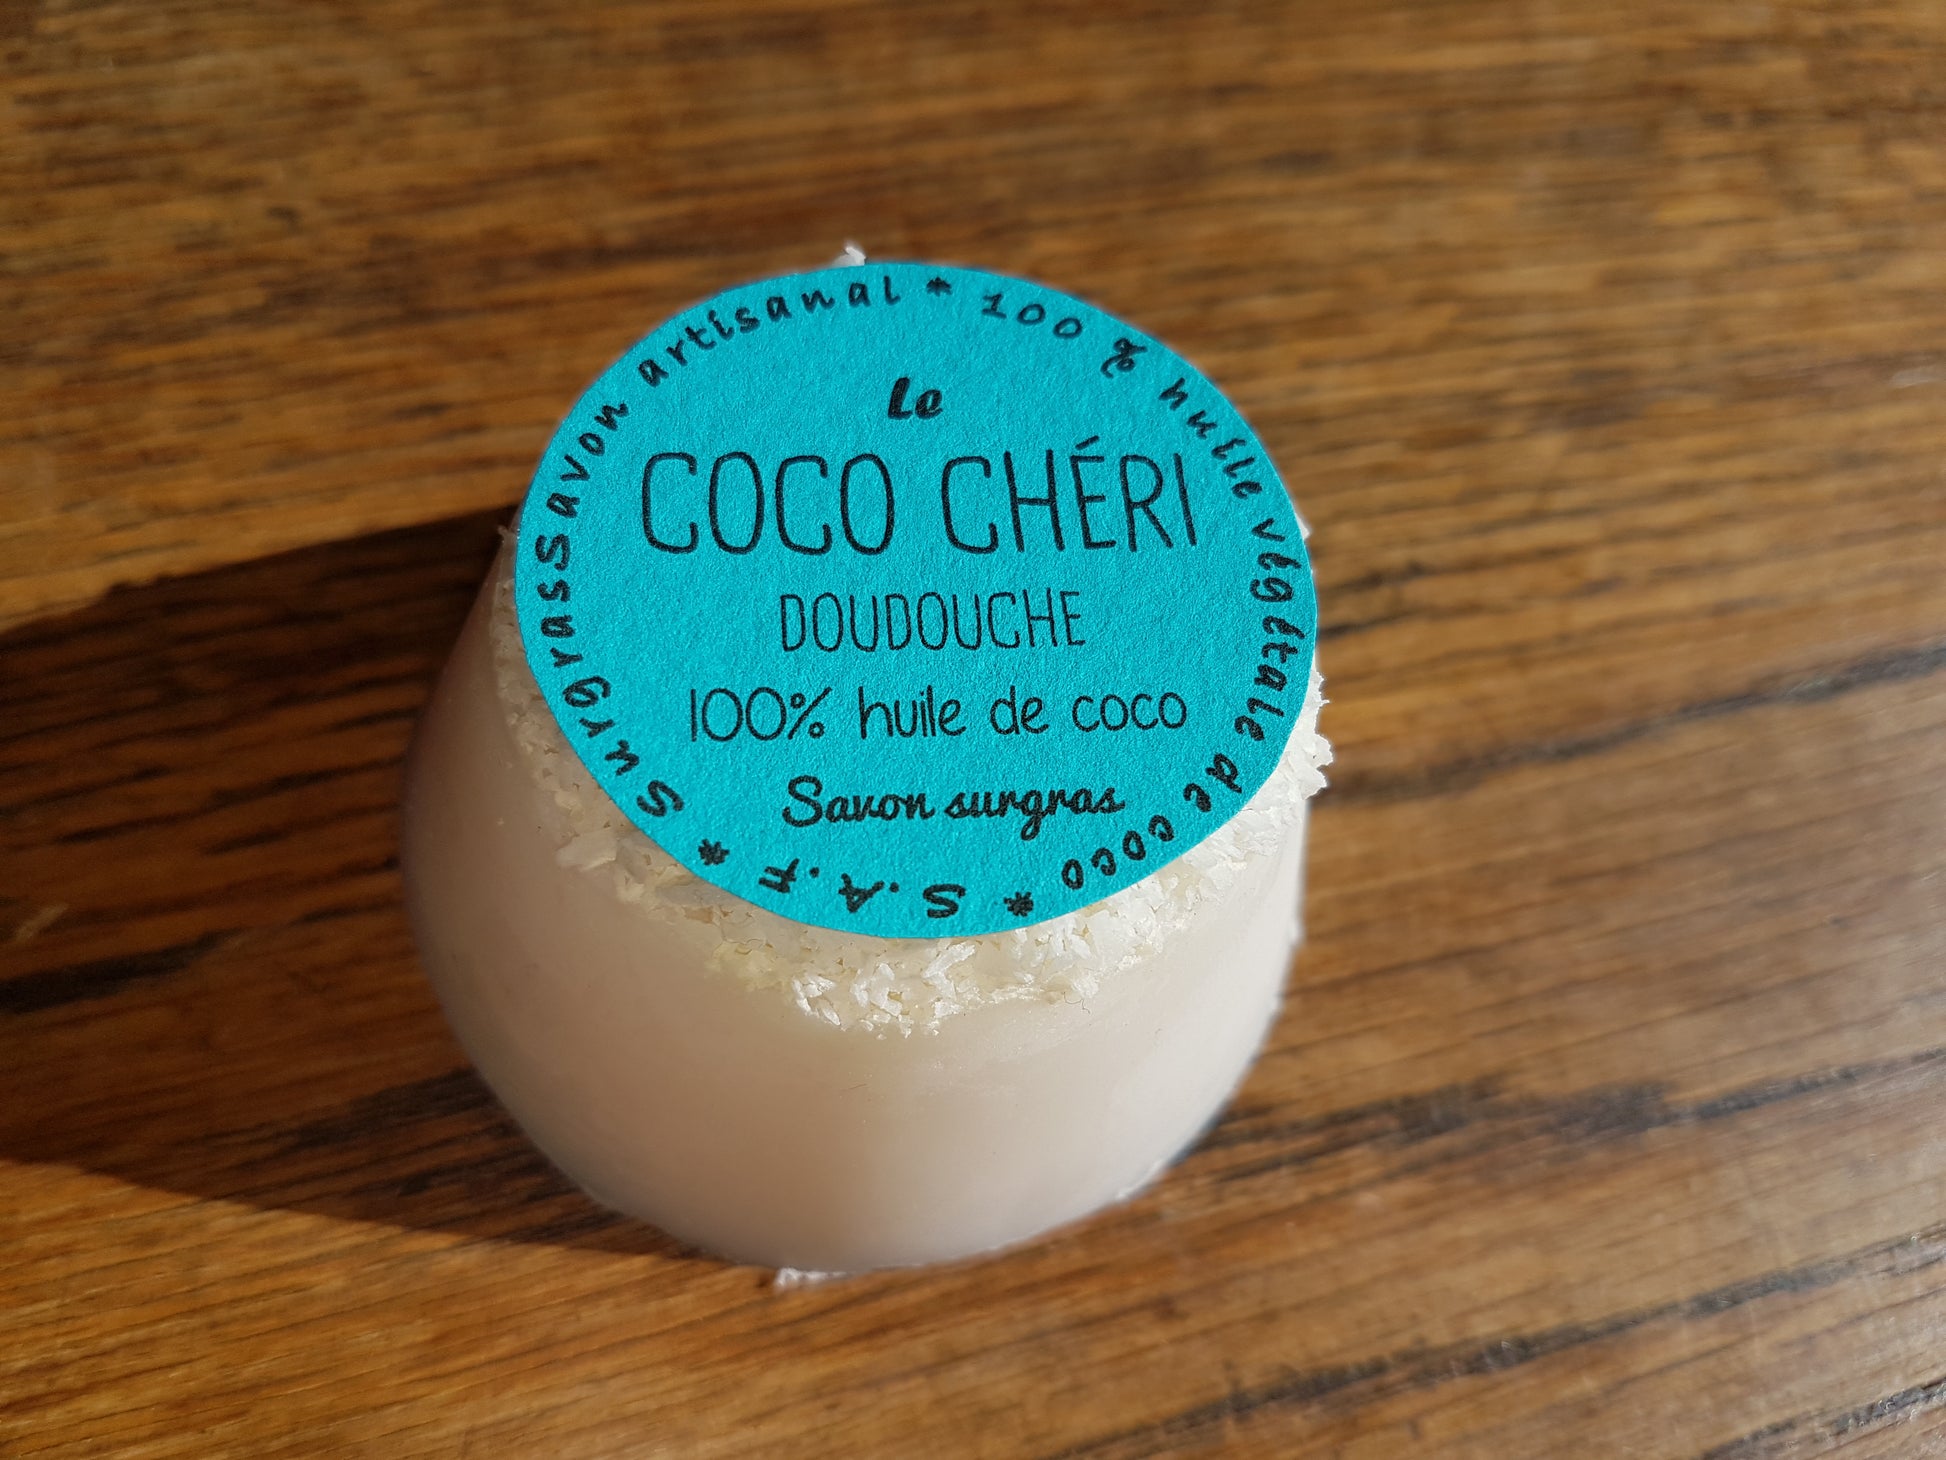 Le
COCO CHÉRI
DOUDOUCHE
100% huile de coco
Savon surgras
Savon artisanal * 100 % huile végétale de coco * S.A.F * Surgras